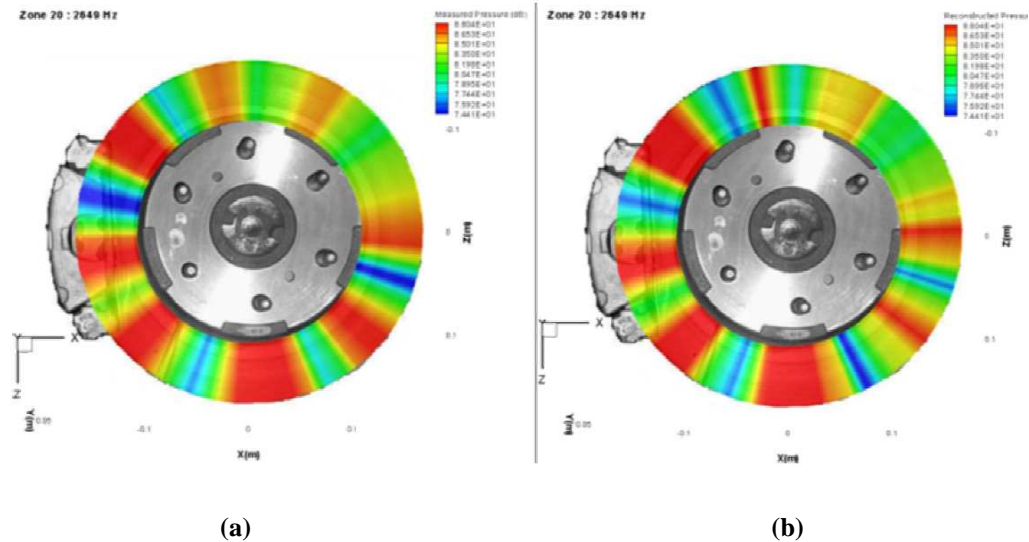 Zone 20 : 2649 Hz
Measured Pressure (dB)
8.804E+01
8.653E+01
8.501E+01
8.350E+01
8.198E+01
8.047E+01
7.895E+01
7.744E+01
7.592E+01
7.441E+01
-0.1
0
Z(m)
0.1
X
Z
Y(m)
0.05
-0.1
0
0.1
X(m)
(a)
Zone 20 : 2649 Hz
Reconstructed Pressure
8.804E+01
8.653E+01
8.501E+01
8.350E+01
8.198E+01
8.047E+01
7.895E+01
7.744E+01
7.592E+01
7.441E+01
-0.1
0
Z(m)
0.1
Y
X
Z
Y(m)
0.05
-0.1
0
0.1
X(m)
(b)